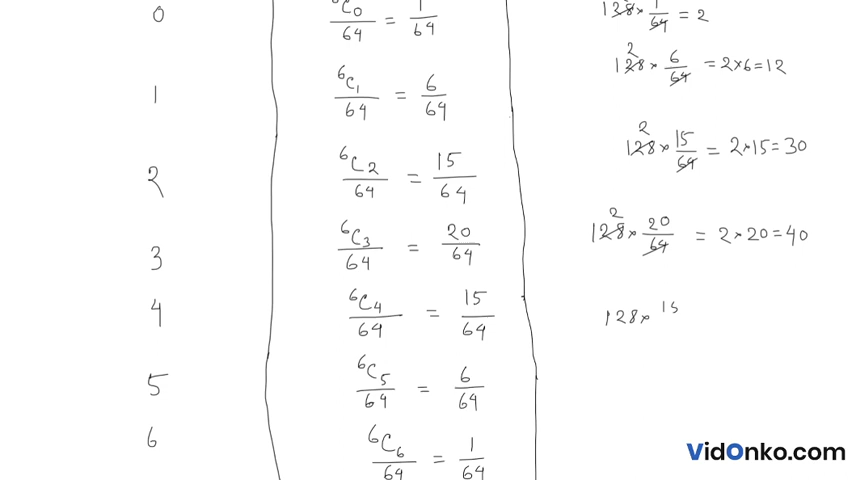 0 ⁶C₀/64 = 1/64 128 × 1/64 = 2
1 ⁶C₁/64 = 6/64 2 128 × 6/64 = 2×6=12
2 ⁶C₂/64 = 15/64 2 128 × 15/64 = 2×15=30
3 ⁶C₃/64 = 20/64 2 128 × 20/64 = 2×20=40
4 ⁶C₄/64 = 15/64 128× 15
5 ⁶C₅/64 = 6/64
6 ⁶C₆/64 = 1/64
VidOnko.com